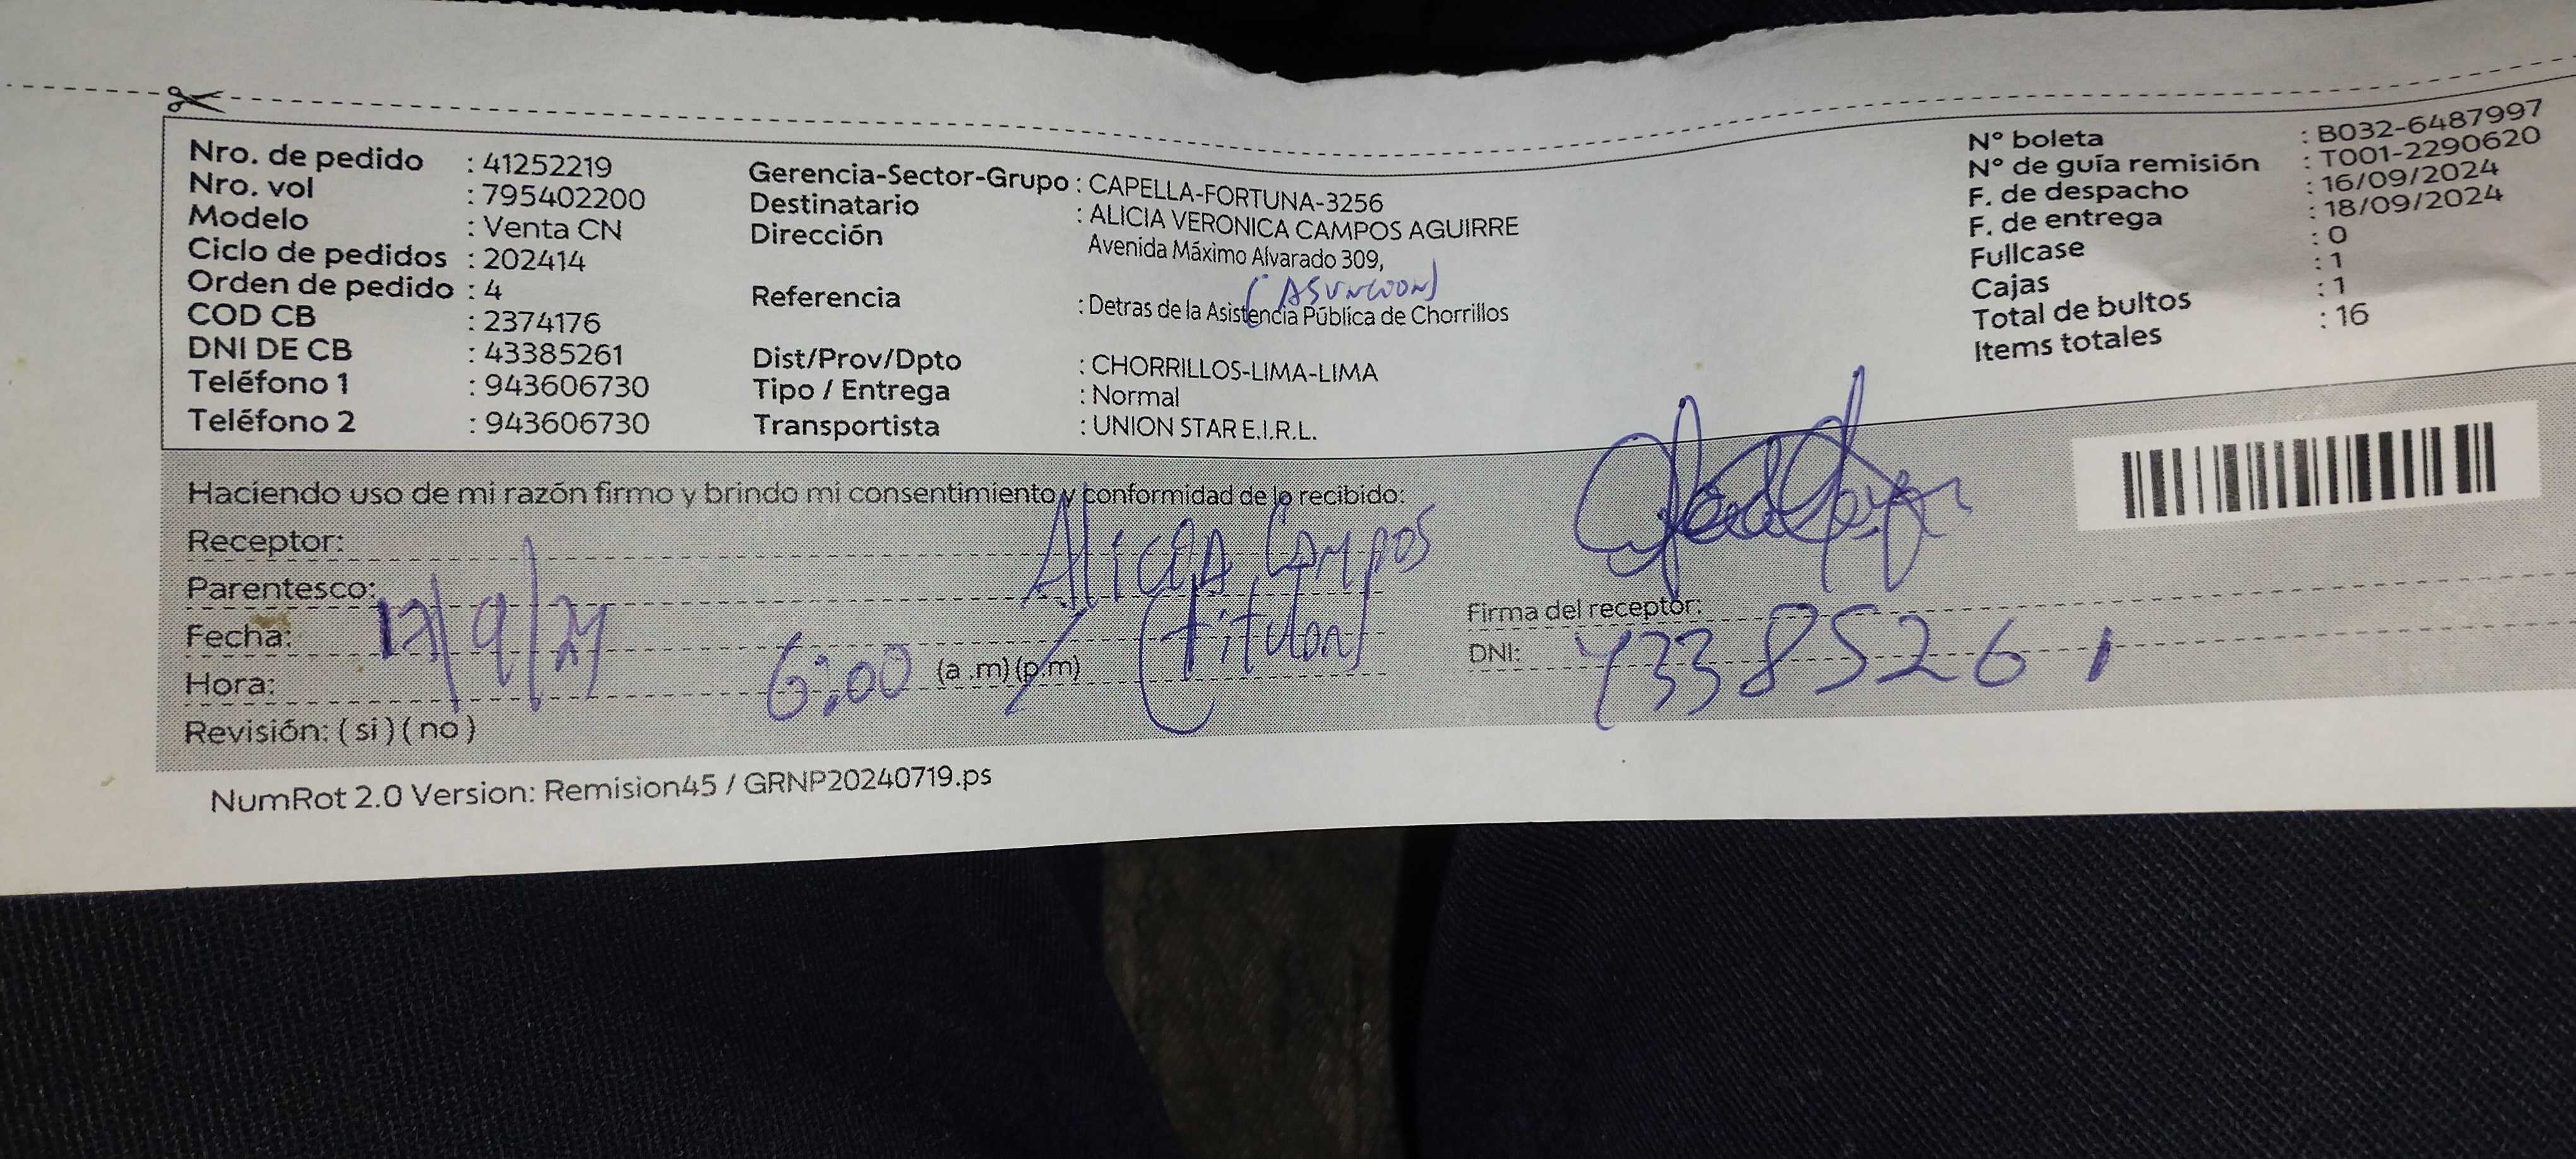 Nro. de pedido : 41252219
Nro. vol : 795402200
Modelo : Venta CN
Ciclo de pedidos : 202414
Orden de pedido : 4
COD CB : 2374176
DNI DE CB : 43385261
Teléfono 1 : 943606730
Teléfono 2 : 943606730
Gerencia-Sector-Grupo : CAPELLA-FORTUNA-3256
Destinatario : ALICIA VERONICA CAMPOS AGUIRRE
Dirección Avenida Máximo Alvarado 309,
(ASUNCION)
Referencia : Detras de la Asistencia Pública de Chorrillos
Dist/Prov/Dpto : CHORRILLOS-LIMA-LIMA
Tipo / Entrega : Normal
Transportista : UNION STAR E.I.R.L.
N° boleta : B032-6487997
N° de guía remisión : T001-2290620
F. de despacho : 16/09/2024
F. de entrega : 18/09/2024
Fullcase : 0
Cajas : 1
Total de bultos : 1
Items totales : 16
Haciendo uso de mi razón firmo y brindo mi consentimiento y conformidad de lo recibido:
Receptor: Alicia Campos
Parentesco: (titular)
Fecha: 17/9/24
Hora: 6:00 (a .m) (p.m)
Revisión: ( si ) ( no )
Firma del receptor:
DNI: 43385261
NumRot 2.0 Version: Remision45 / GRNP20240719.ps